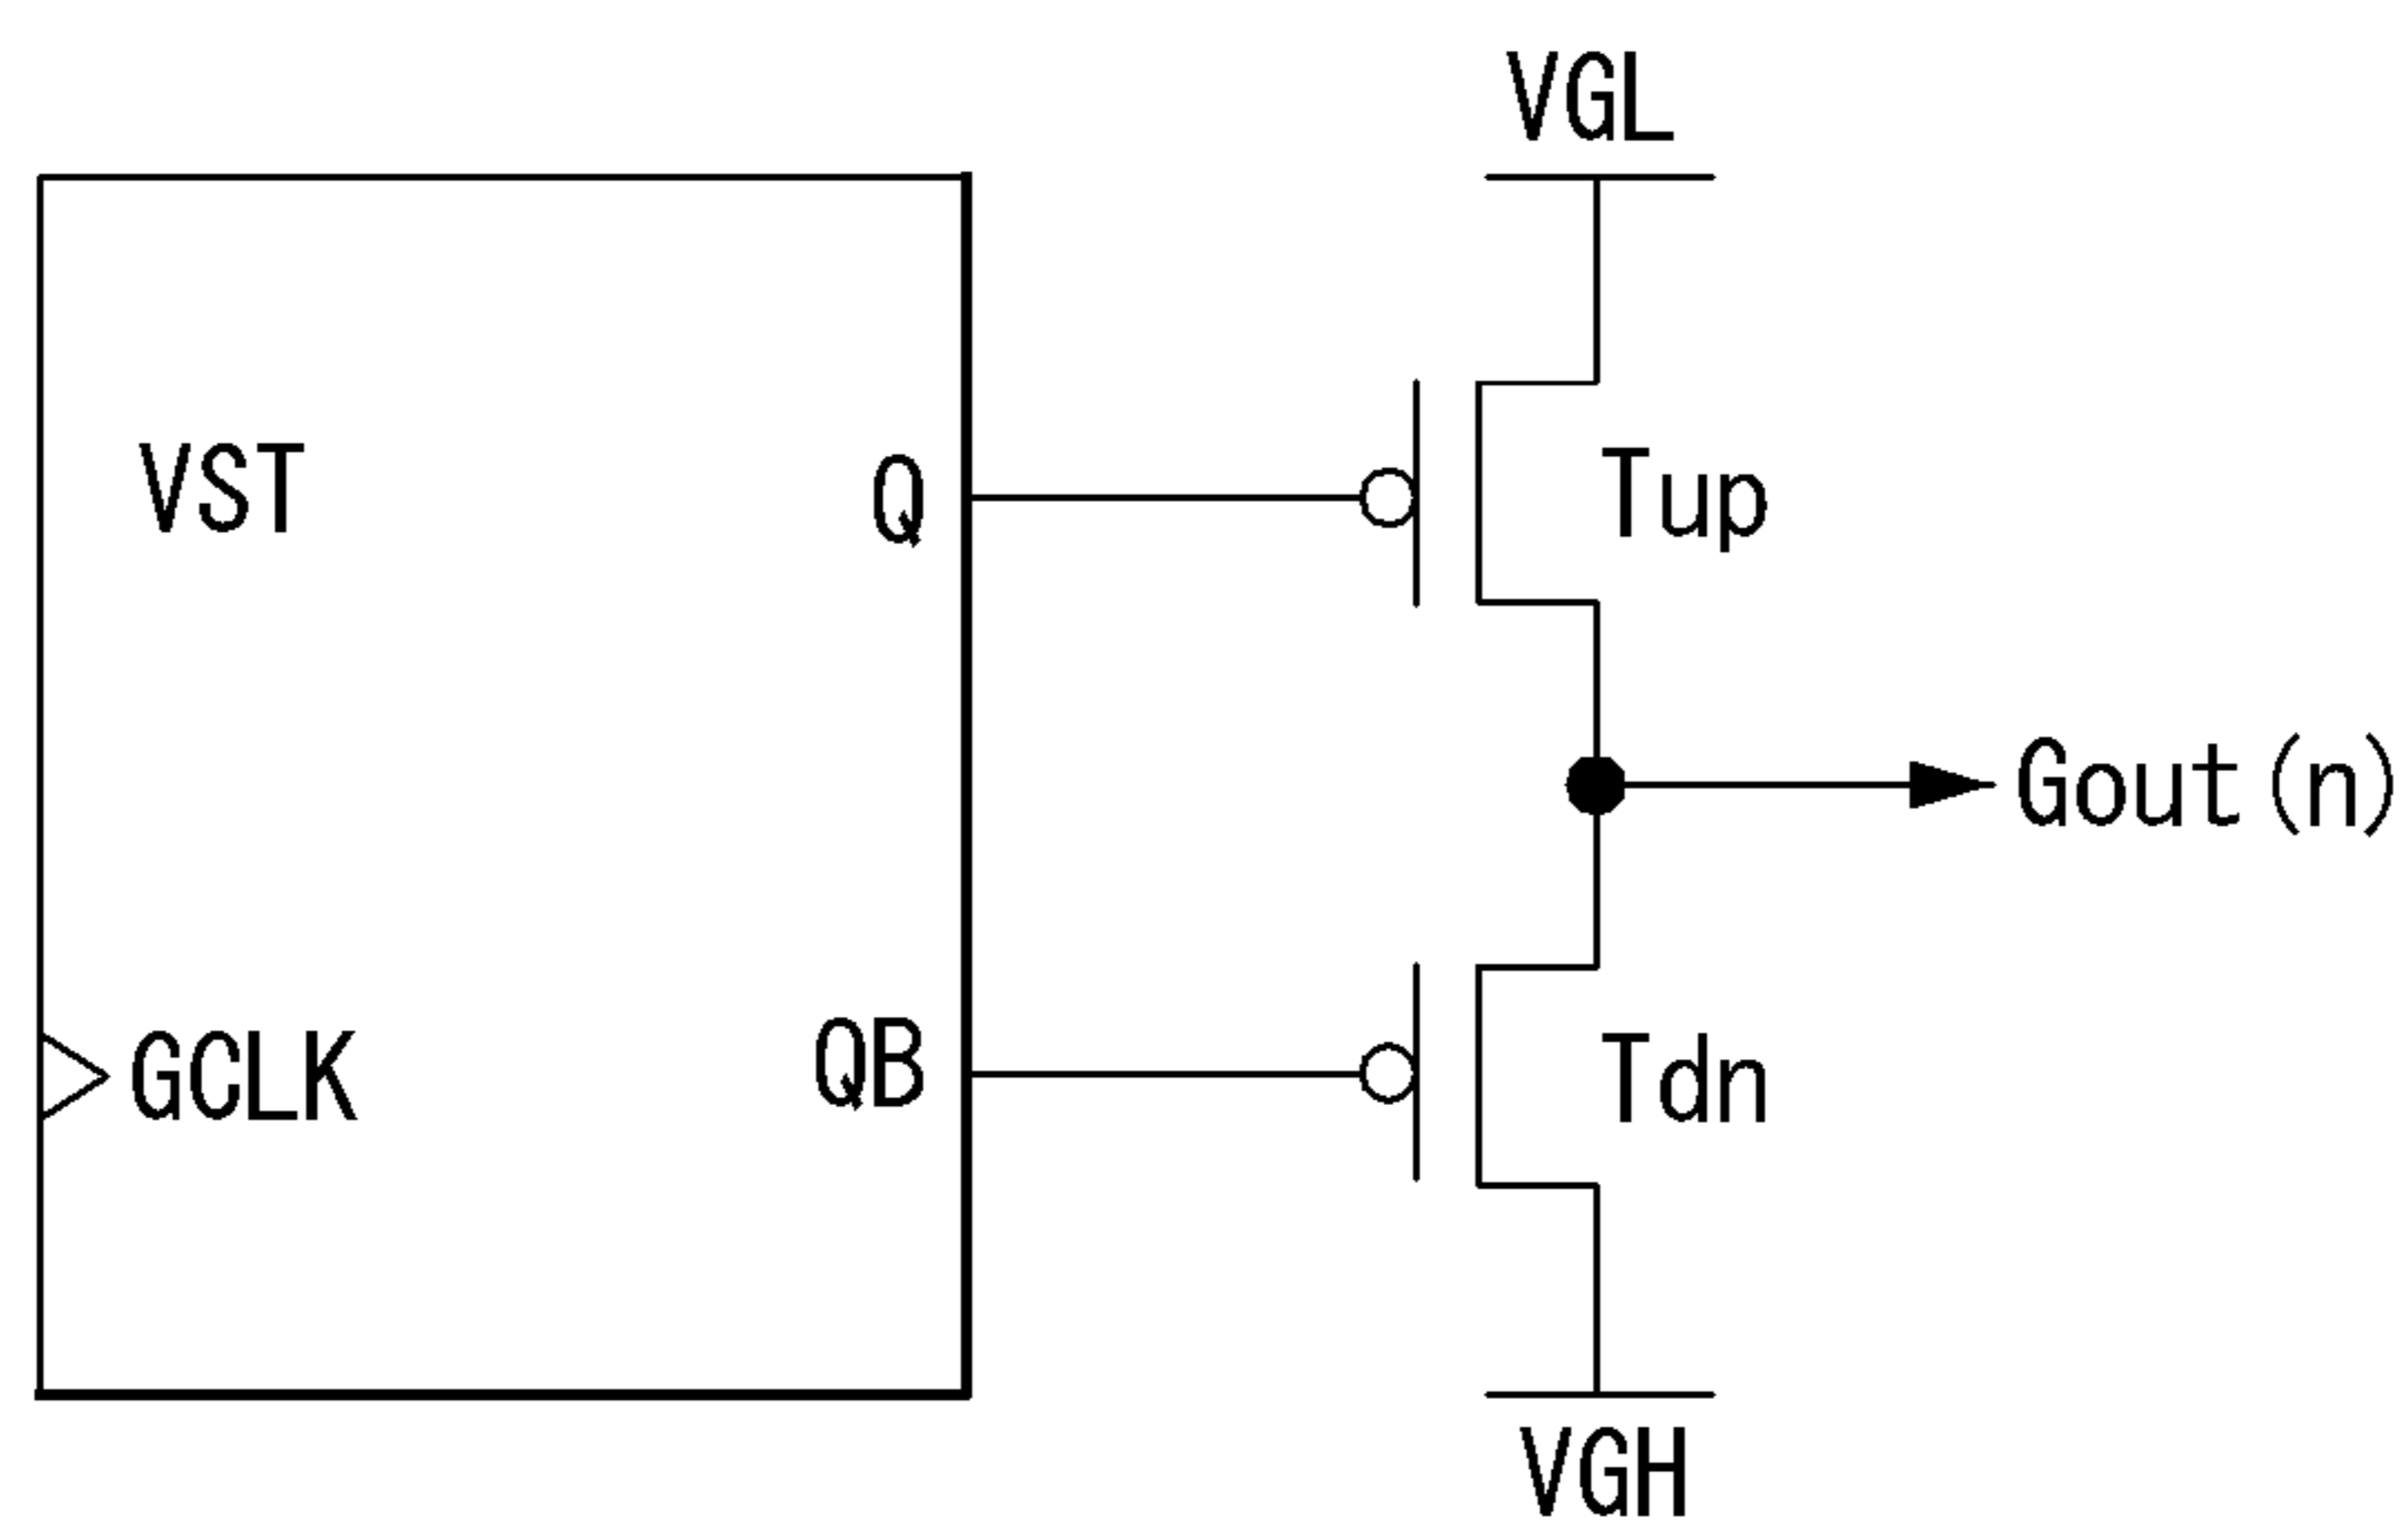 VGL
VST
Q
Tup
Gout(n)
GCLK
QB
Tdn
VGH